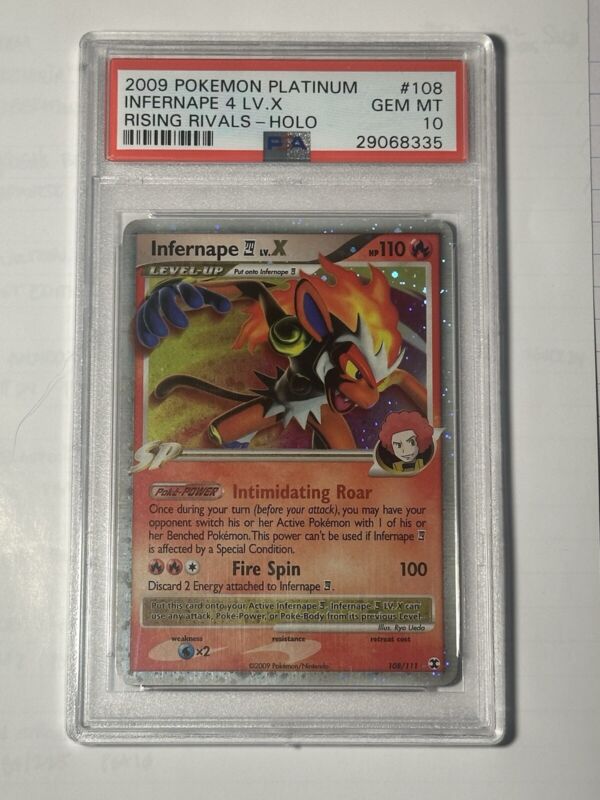 2009 POKEMON PLATINUM #108
INFERNAPE 4 LV.X GEM MT
RISING RIVALS-HOLO 10
PSA 29068335
Infernape 4 LV.X HP 110
LEVEL-UP Put onto Infernape 4
SP
Poké-POWER Intimidating Roar
Once during your turn (before your attack), you may have your
opponent switch his or her Active Pokémon with 1 of his or
her Benched Pokémon. This power can't be used if Infernape 4
is affected by a Special Condition.
Fire Spin 100
Discard 2 Energy attached to Infernape 4.
Put this card onto your Active Infernape 4. Infernape 4 LV.X can
use any attack, Poké-Power, or Poké-Body from its previous Level.
Illus. Ryo Ueda
weakness resistance retreat cost
×2
©2009 Pokémon/Nintendo 108/111